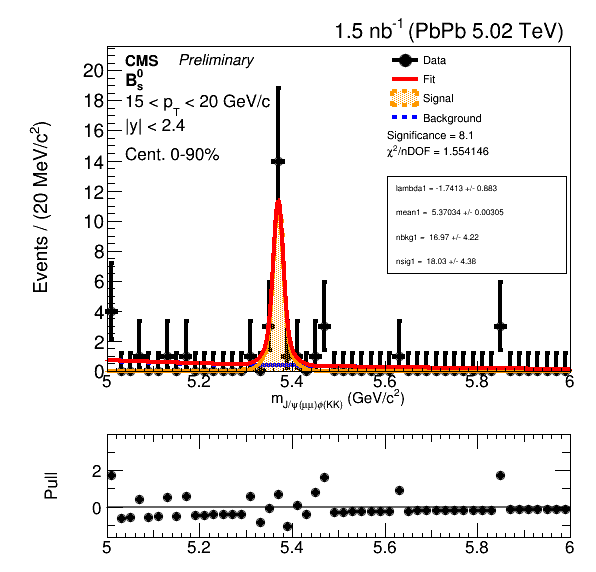 1.5 nb⁻¹ (PbPb 5.02 TeV)
CMS Preliminary
B⁰ₛ
15 < p_T < 20 GeV/c
|y| < 2.4
Cent. 0-90%
Data
Fit
Signal
Background
Significance = 8.1
χ²/nDOF = 1.554146
lambda1 = -1.7413 +/- 0.883
mean1 = 5.37034 +/- 0.00305
nbkg1 = 16.97 +/- 4.22
nsig1 = 18.03 +/- 4.38
Events / (20 MeV/c²)
20
18
16
14
12
10
8
6
4
2
0
5 5.2 5.4 5.6 5.8 6
m_J/ψ(μμ)φ(KK) (GeV/c²)
Pull
2
0
5 5.2 5.4 5.6 5.8 6